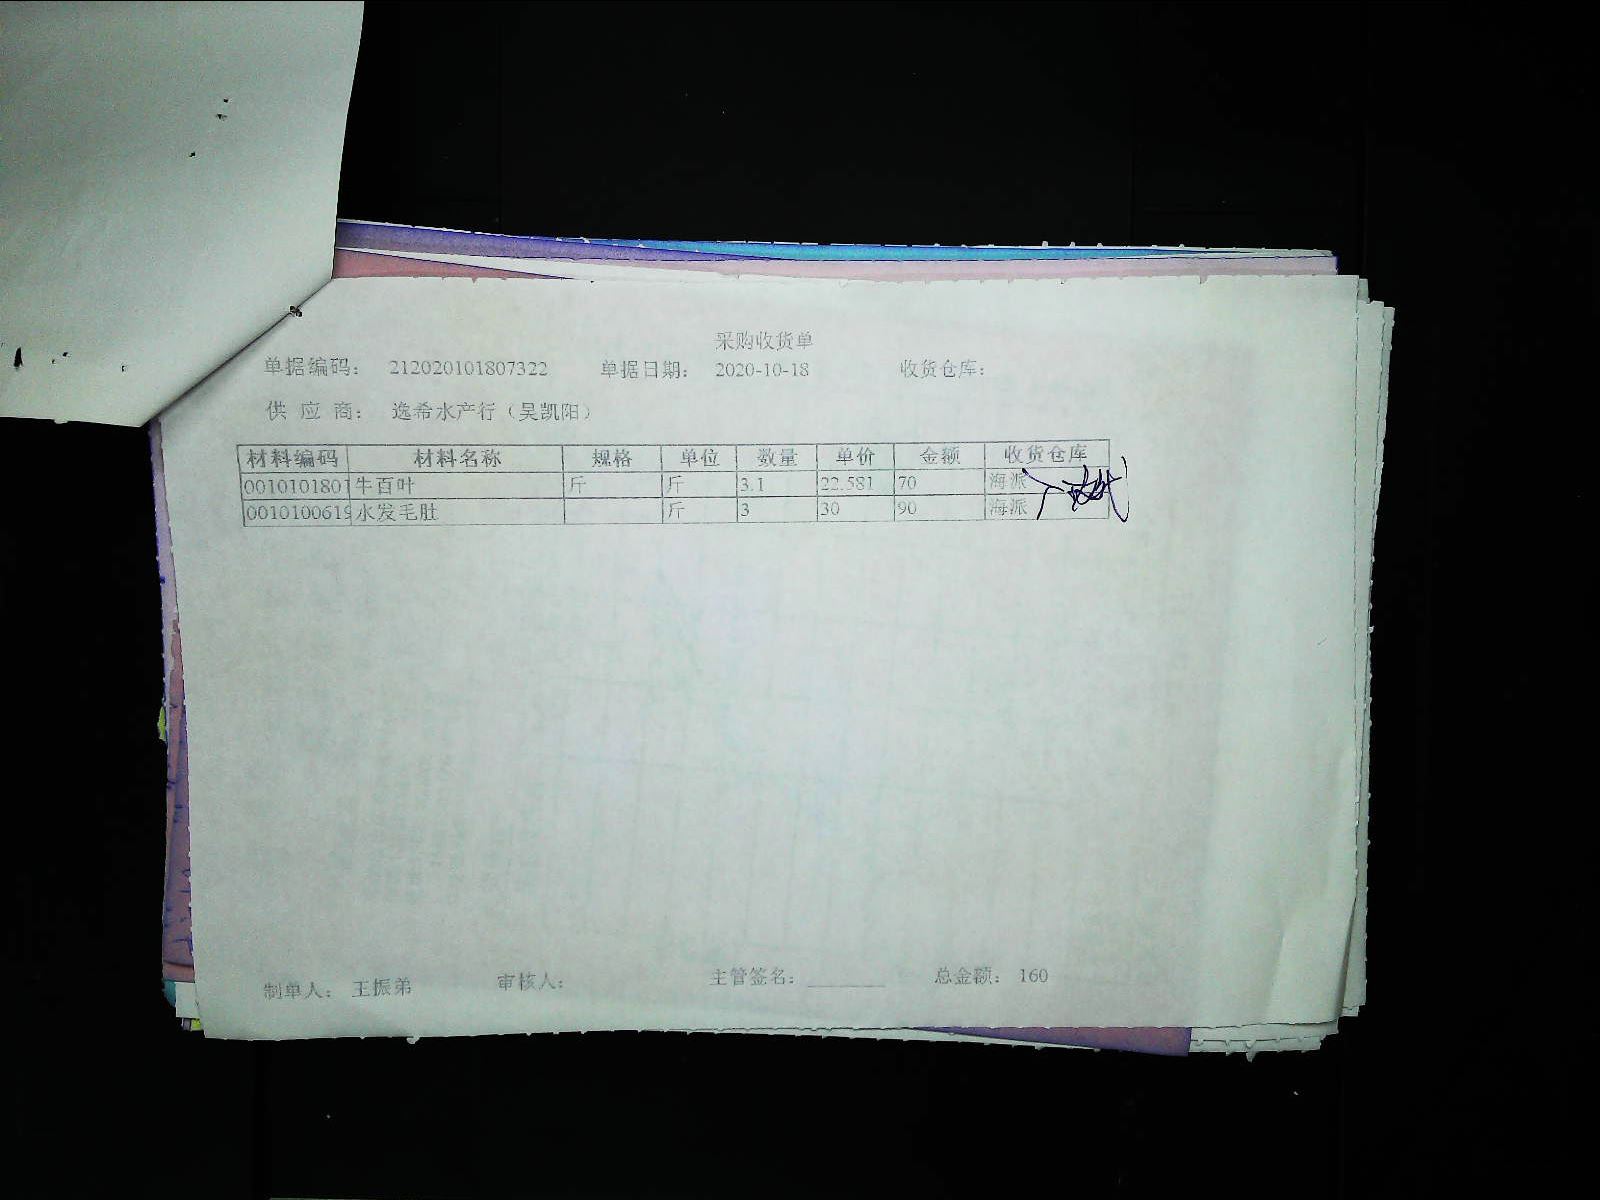 采购收货单
单据编码： 212020101807322 单据日期： 2020-10-18 收货仓库：
供 应 商： 逸希水产行（吴凯阳）
材料编码 材料名称 规格 单位 数量 单价 金额 收货仓库
0010101801 牛百叶 斤 斤 3.1 22.581 70 海派
0010100619 水发毛肚 斤 3 30 90 海派
制单人： 王振弟 审核人： 主管签名：_______ 总金额： 160